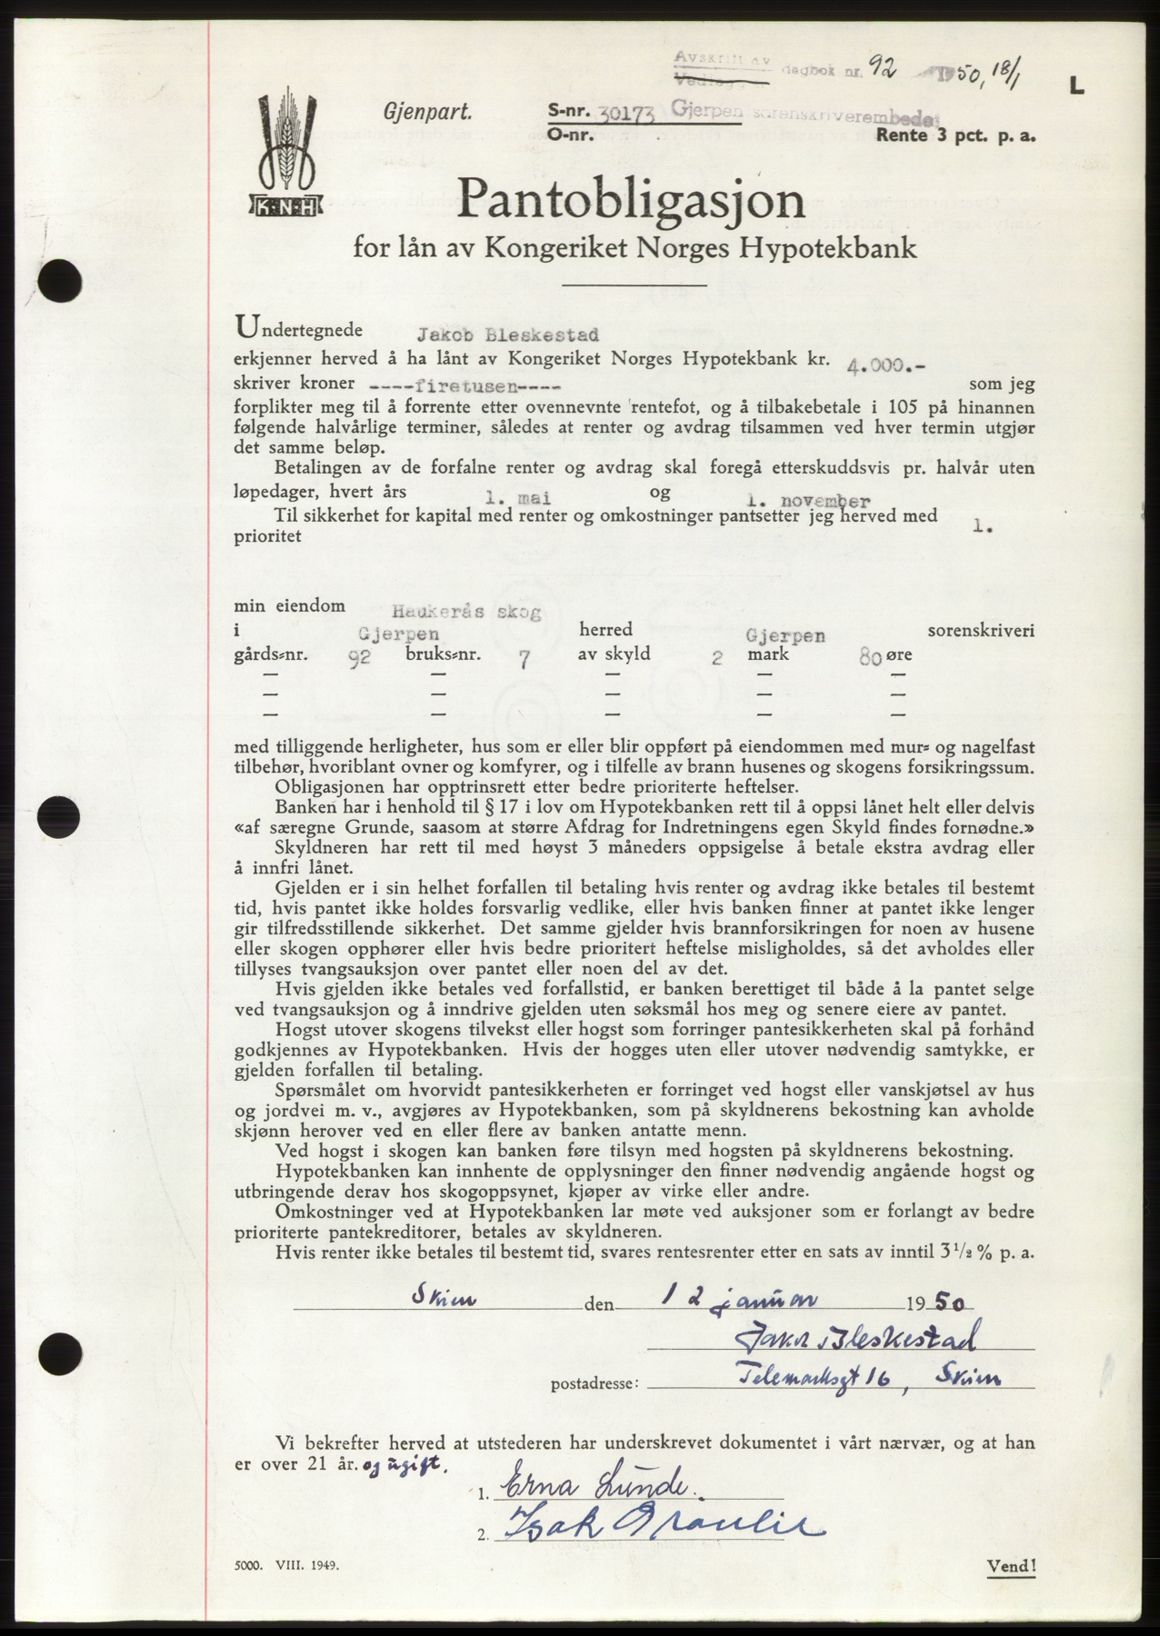 Avskrift av
Vedlegg
dagbok nr. 92 1950, 18/1
L
Gjenpart.
S-nr. 30173 Gjerpen sorenskriverembede
O-nr.
Rente 3 pct. p. a.
K·N·H
Pantobligasjon
for lån av Kongeriket Norges Hypotekbank
Undertegnede Jakob Bleskestad
erkjenner herved å ha lånt av Kongeriket Norges Hypotekbank kr. 4.000.-
skriver kroner ----firetusen---- som jeg
forplikter meg til å forrente etter ovennevnte rentefot, og å tilbakebetale i 105 på hinannen
følgende halvårlige terminer, således at renter og avdrag tilsammen ved hver termin utgjør
det samme beløp.
Betalingen av de forfalne renter og avdrag skal foregå etterskuddsvis pr. halvår uten
løpedager, hvert års 1. mai og 1. november
Til sikkerhet for kapital med renter og omkostninger pantsetter jeg herved med 1.
prioritet
min eiendom Haukerås skog
i Gjerpen herred Gjerpen sorenskriveri
gårds=nr. 92 bruks=nr. 7 av skyld 2 mark 80 øre
— — — — —
— — — — —
— — — — —
med tilliggende herligheter, hus som er eller blir oppført på eiendommen med mur= og nagelfast
tilbehør, hvoriblant ovner og komfyrer, og i tilfelle av brann husenes og skogens forsikringssum.
Obligasjonen har opptrinsrett etter bedre prioriterte heftelser.
Banken har i henhold til § 17 i lov om Hypotekbanken rett til å oppsi lånet helt eller delvis
«af særegne Grunde, saasom at større Afdrag for Indretningens egen Skyld findes fornødne.»
Skyldneren har rett til med høyst 3 måneders oppsigelse å betale ekstra avdrag eller
å innfri lånet.
Gjelden er i sin helhet forfallen til betaling hvis renter og avdrag ikke betales til bestemt
tid, hvis pantet ikke holdes forsvarlig vedlike, eller hvis banken finner at pantet ikke lenger
gir tilfredsstillende sikkerhet. Det samme gjelder hvis brannforsikringen for noen av husene
eller skogen opphører eller hvis bedre prioritert heftelse misligholdes, så det avholdes eller
tillyses tvangsauksjon over pantet eller noen del av det.
Hvis gjelden ikke betales ved forfallstid, er banken berettiget til både å la pantet selge
ved tvangsauksjon og å inndrive gjelden uten søksmål hos meg og senere eiere av pantet.
Hogst utover skogens tilvekst eller hogst som forringer pantesikkerheten skal på forhånd
godkjennes av Hypotekbanken. Hvis der hogges uten eller utover nødvendig samtykke, er
gjelden forfallen til betaling.
Spørsmålet om hvorvidt pantesikkerheten er forringet ved hogst eller vanskjøtsel av hus
og jordvei m. v., avgjøres av Hypotekbanken, som på skyldnerens bekostning kan avholde
skjønn herover ved en eller flere av banken antatte menn.
Ved hogst i skogen kan banken føre tilsyn med hogsten på skyldnerens bekostning.
Hypotekbanken kan innhente de opplysninger den finner nødvendig angående hogst og
utbringende derav hos skogoppsynet, kjøper av virke eller andre.
Omkostninger ved at Hypotekbanken lar møte ved auksjoner som er forlangt av bedre
prioriterte pantekreditorer, betales av skyldneren.
Hvis renter ikke betales til bestemt tid, svares rentesrenter etter en sats av inntil 3 1/2 % p. a.
Skien den 12 januar 1950
Jakob Bleskestad
postadresse: Telemarksgt 16, Skien
Vi bekrefter herved at utstederen har underskrevet dokumentet i vårt nærvær, og at han
er over 21 år. og ugift.
1. Erna Lunde.
2. Isak Graulir
5000. VIII. 1949.
Vend!